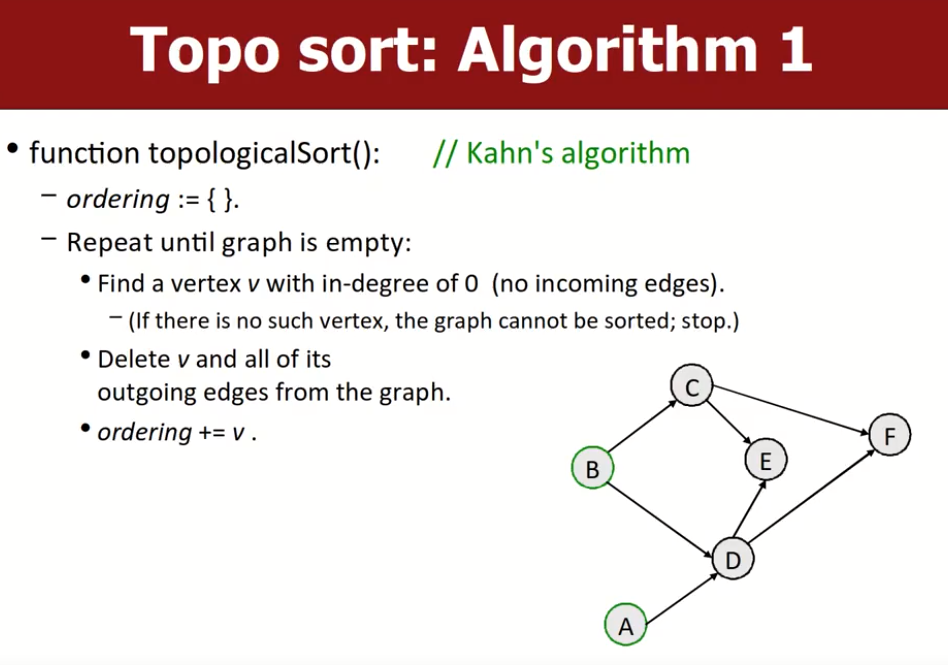 Topo sort: Algorithm 1
• function topologicalSort(): // Kahn's algorithm
– ordering := { }.
– Repeat until graph is empty:
• Find a vertex v with in-degree of 0 (no incoming edges).
– (If there is no such vertex, the graph cannot be sorted; stop.)
• Delete v and all of its
outgoing edges from the graph.
• ordering += v .
C
F
E
B
D
A